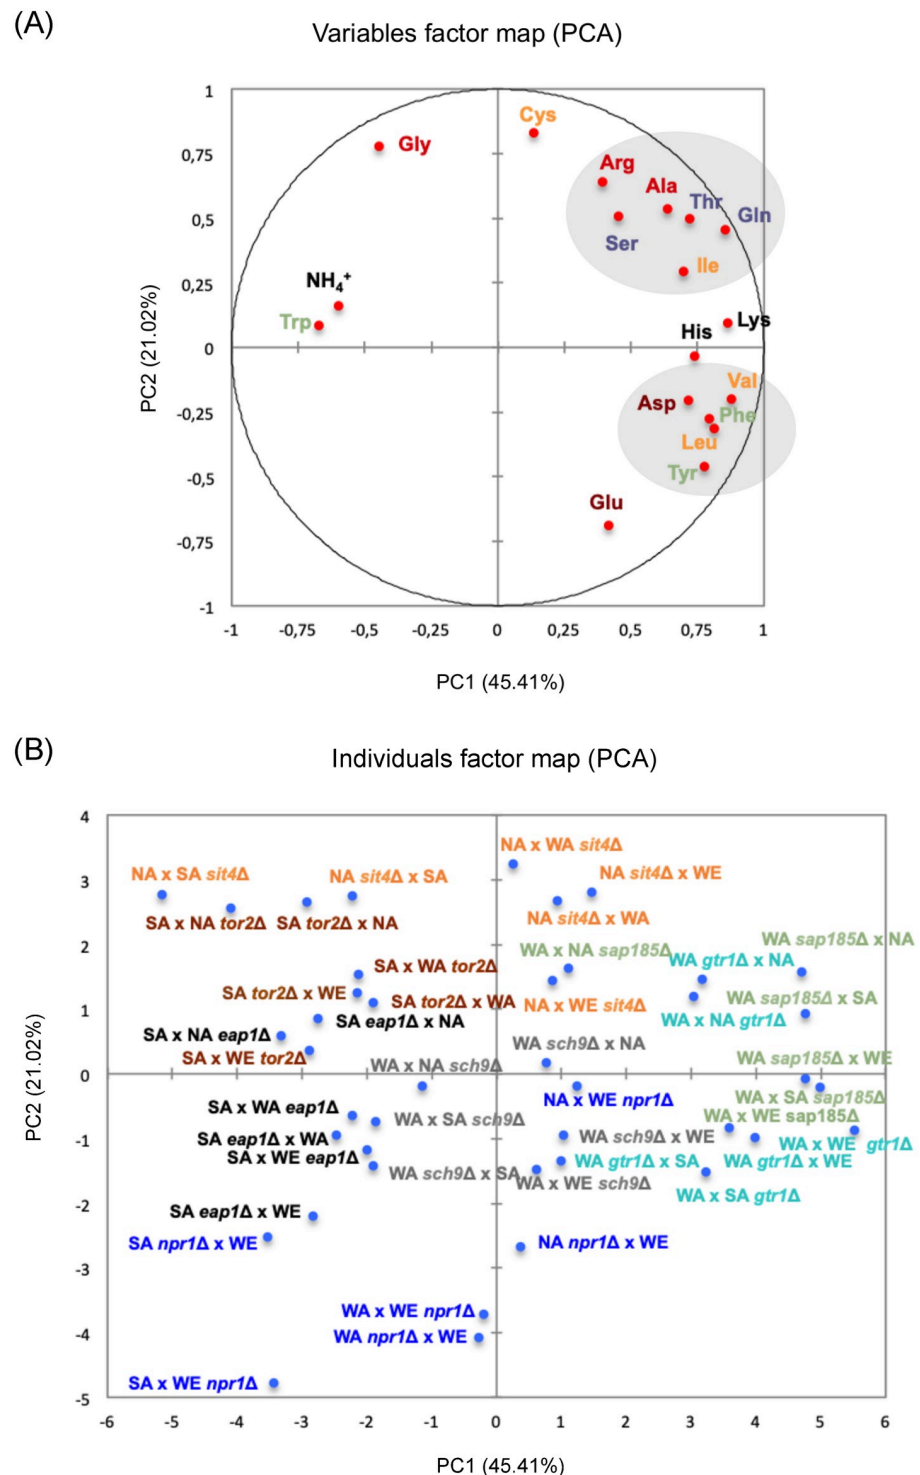 (A)
Variables factor map (PCA)
1
0,75
0,5
0,25
0
-0,25
-0,5
-0,75
-1
PC2 (21.02%)
Cys
Gly
Arg
Ala
Thr
Gln
Ser
Ile
NH4+
Trp
Lys
His
Val
Asp
Phe
Leu
Tyr
Glu
-1 -0,75 -0,5 -0,25 0 0,25 0,5 0,75 1
PC1 (45.41%)
(B)
Individuals factor map (PCA)
4
3
2
1
0
-1
-2
-3
-4
-5
PC2 (21.02%)
NA x WA sit4Δ
NA x SA sit4Δ
NA sit4Δ x SA
NA sit4Δ x WE
SA x NA tor2Δ
SA tor2Δ x NA
NA sit4Δ x WA
WA sap185Δ x NA
WA x NA sap185Δ
WA gtr1Δ x NA
SA x WA tor2Δ
SA tor2Δ x WE
SA tor2Δ x WA
NA x WE sit4Δ
WA sap185Δ x SA
SA eap1Δ x NA
WA x NA gtr1Δ
SA x NA eap1Δ
WA sch9Δ x NA
SA x WE tor2Δ
WA x NA sch9Δ
WA sap185Δ x WE
NA x WE npr1Δ
WA x SA sap185Δ
SA x WA eap1Δ
WA x SA sch9Δ
WA x WE sap185Δ
SA eap1Δ x WA
WA sch9Δ x WE
WA x WE gtr1Δ
SA x WE eap1Δ
WA gtr1Δ x SA
WA gtr1Δ x WE
WA sch9Δ x SA
WA x WE sch9Δ
WA x SA gtr1Δ
SA eap1Δ x WE
SA npr1Δ x WE
NA npr1Δ x WE
WA x WE npr1Δ
WA npr1Δ x WE
SA x WE npr1Δ
-6 -5 -4 -3 -2 -1 0 1 2 3 4 5 6
PC1 (45.41%)